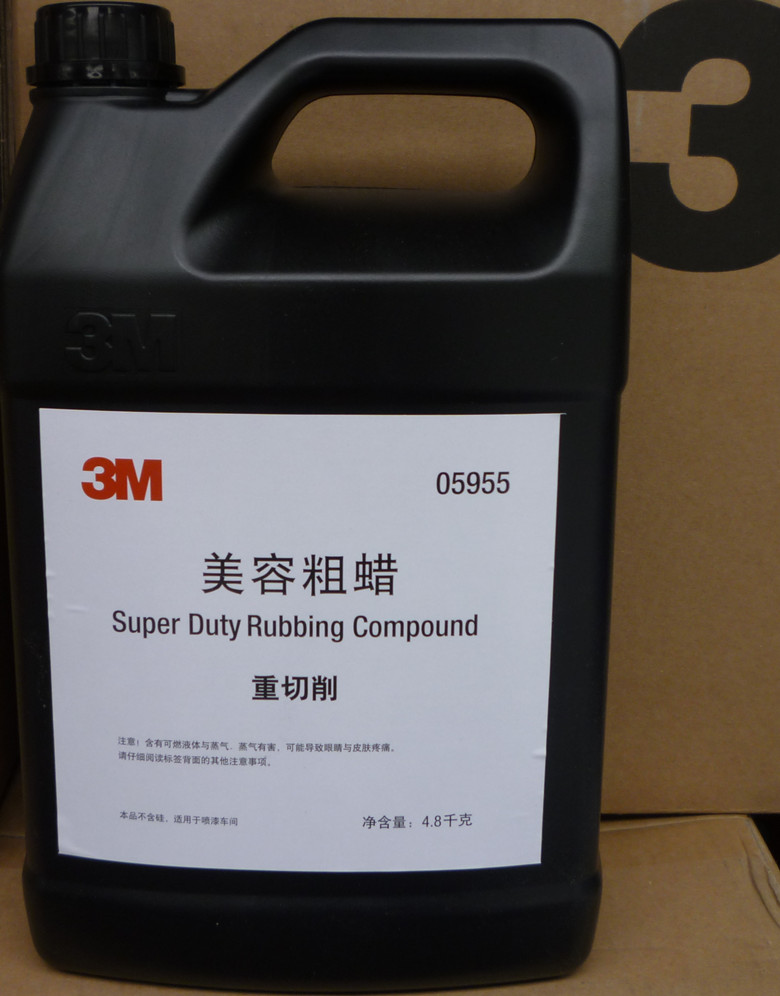 3
3M
3M
05955
美容粗蜡
Super Duty Rubbing Compound
重切削
注意：含有可燃液体与蒸气．蒸气有害．可能导致眼睛与皮肤疼痛。
请仔细阅读标签背面的其他注意事项。
本品不含硅．适用于喷漆车间
净含量：4.8千克